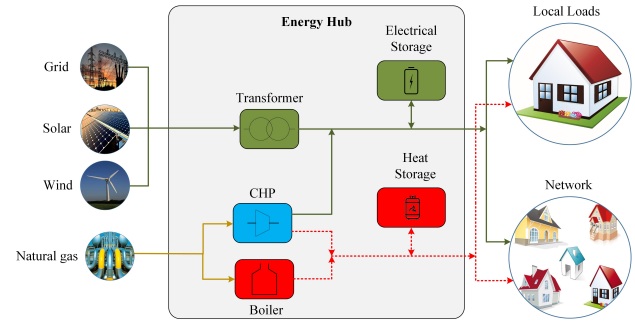 Energy Hub
Local Loads
Electrical
Storage
Grid
Transformer
Solar
Heat
Storage
Wind
CHP
Network
Natural gas
Boiler